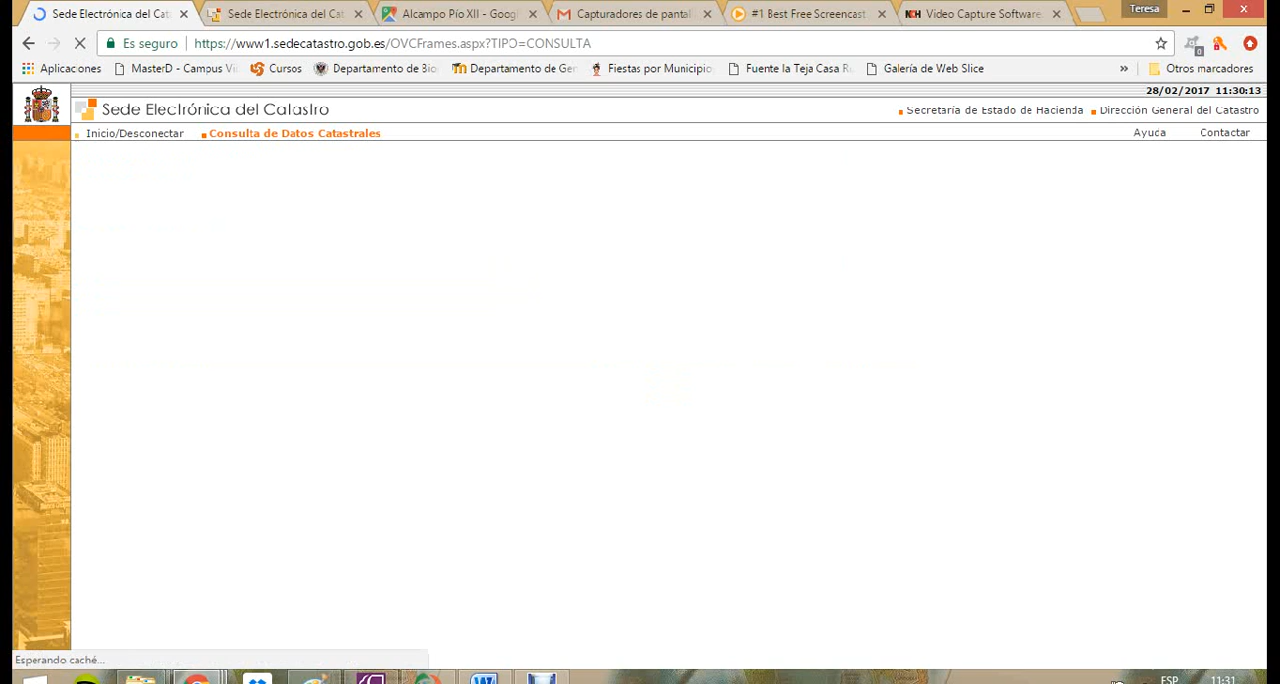 Sede Electrónica del Cat
Sede Electrónica del Cat
Alcampo Pío XII - Googl
Capturadores de pantal
#1 Best Free Screencast
Video Capture Software
Teresa
Es seguro
https://www1.sedecatastro.gob.es/OVCFrames.aspx?TIPO=CONSULTA
Aplicaciones
MasterD - Campus Vi
Cursos
Departamento de Bio
Departamento de Ger
Fiestas por Municipio
Fuente la Teja Casa R
Galería de Web Slice
»
Otros marcadores
28/02/2017 11:30:13
Sede Electrónica del Catastro
Secretaría de Estado de Hacienda
Dirección General del Catastro
Inicio/Desconectar
Consulta de Datos Catastrales
Ayuda
Contactar
Esperando caché...
ESP
11:31